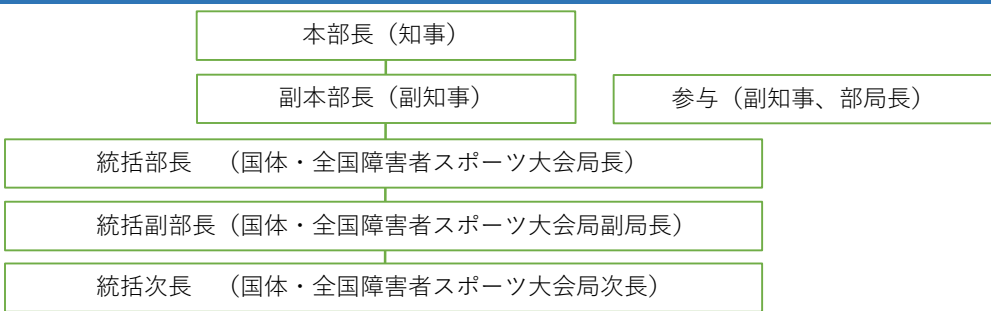 本部長（知事）
副本部長（副知事）
参与（副知事、部局長）
統括部長　（国体・全国障害者スポーツ大会局長）
統括副部長（国体・全国障害者スポーツ大会局副局長）
統括次長　（国体・全国障害者スポーツ大会局次長）